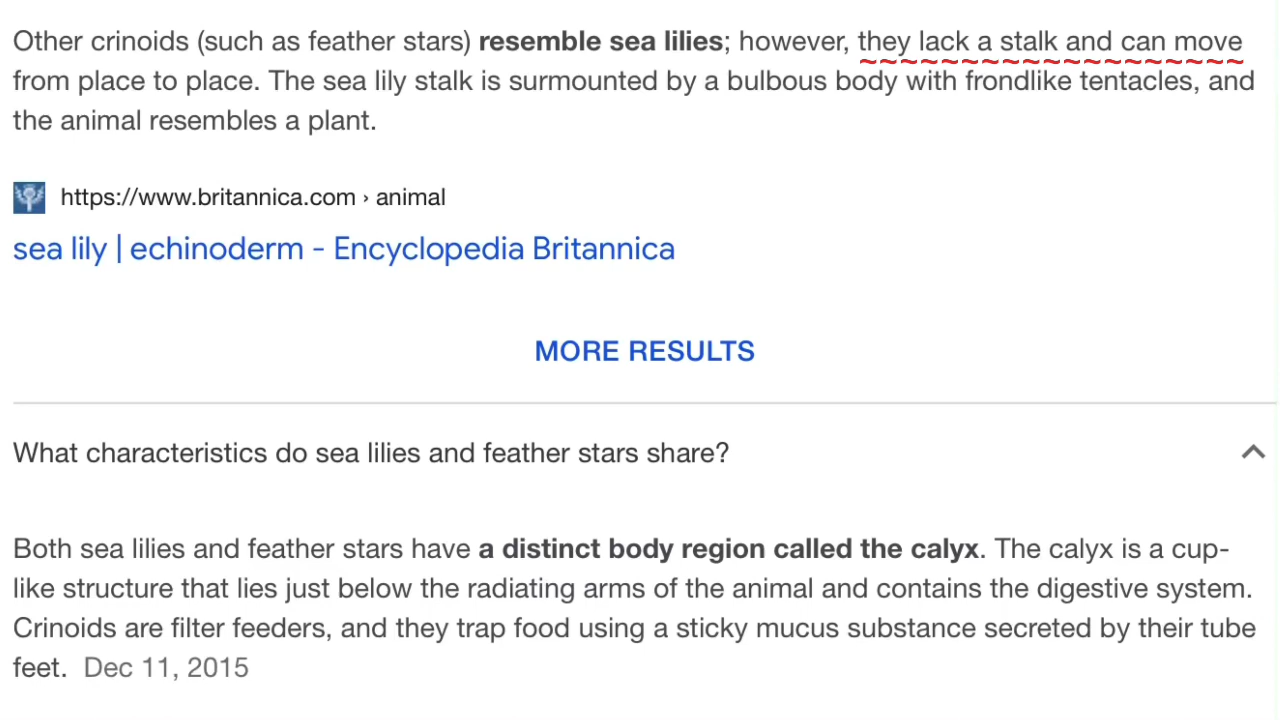 Other crinoids (such as feather stars) resemble sea lilies; however, they lack a stalk and can move
from place to place. The sea lily stalk is surmounted by a bulbous body with frondlike tentacles, and
the animal resembles a plant.
https://www.britannica.com › animal
sea lily | echinoderm - Encyclopedia Britannica
MORE RESULTS
What characteristics do sea lilies and feather stars share?
Both sea lilies and feather stars have a distinct body region called the calyx. The calyx is a cup-
like structure that lies just below the radiating arms of the animal and contains the digestive system.
Crinoids are filter feeders, and they trap food using a sticky mucus substance secreted by their tube
feet. Dec 11, 2015